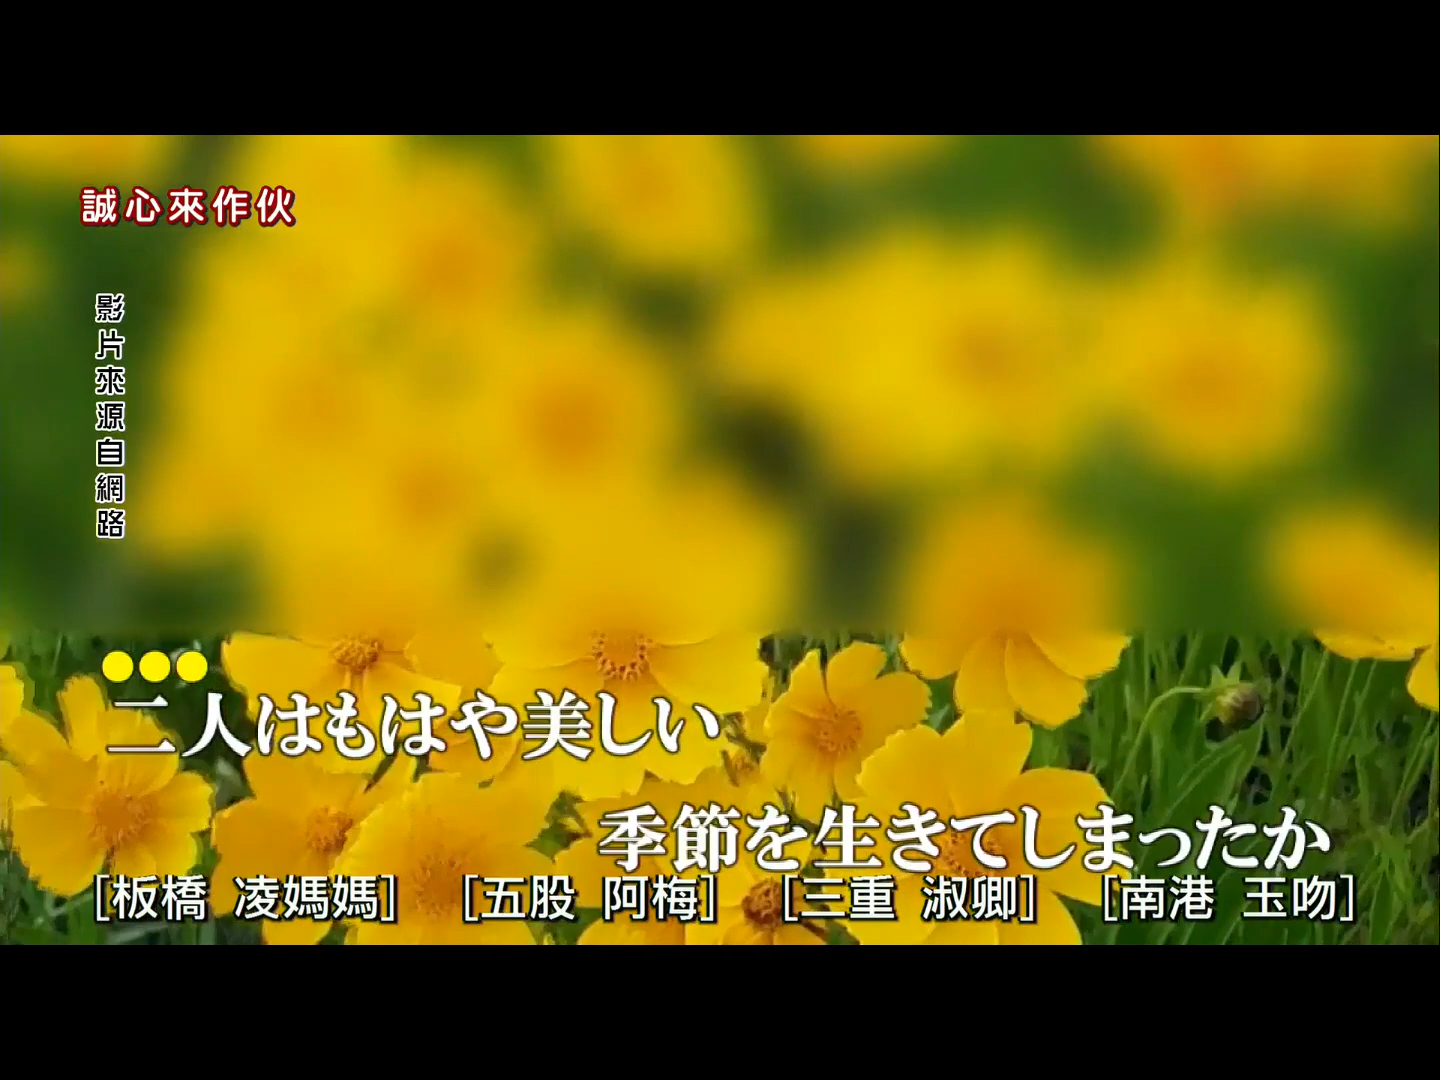 誠心來作伙
影片來源自網路
二人はもはや美しい
季節を生きてしまったか
[板橋 凌媽媽] [五股 阿梅] [三重 淑卿] [南港 玉吻]